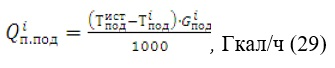 Q^i_п.под = ((Т^ист_под − Т^i_под) · G^i_под) / 1000, Гкал/ч (29)